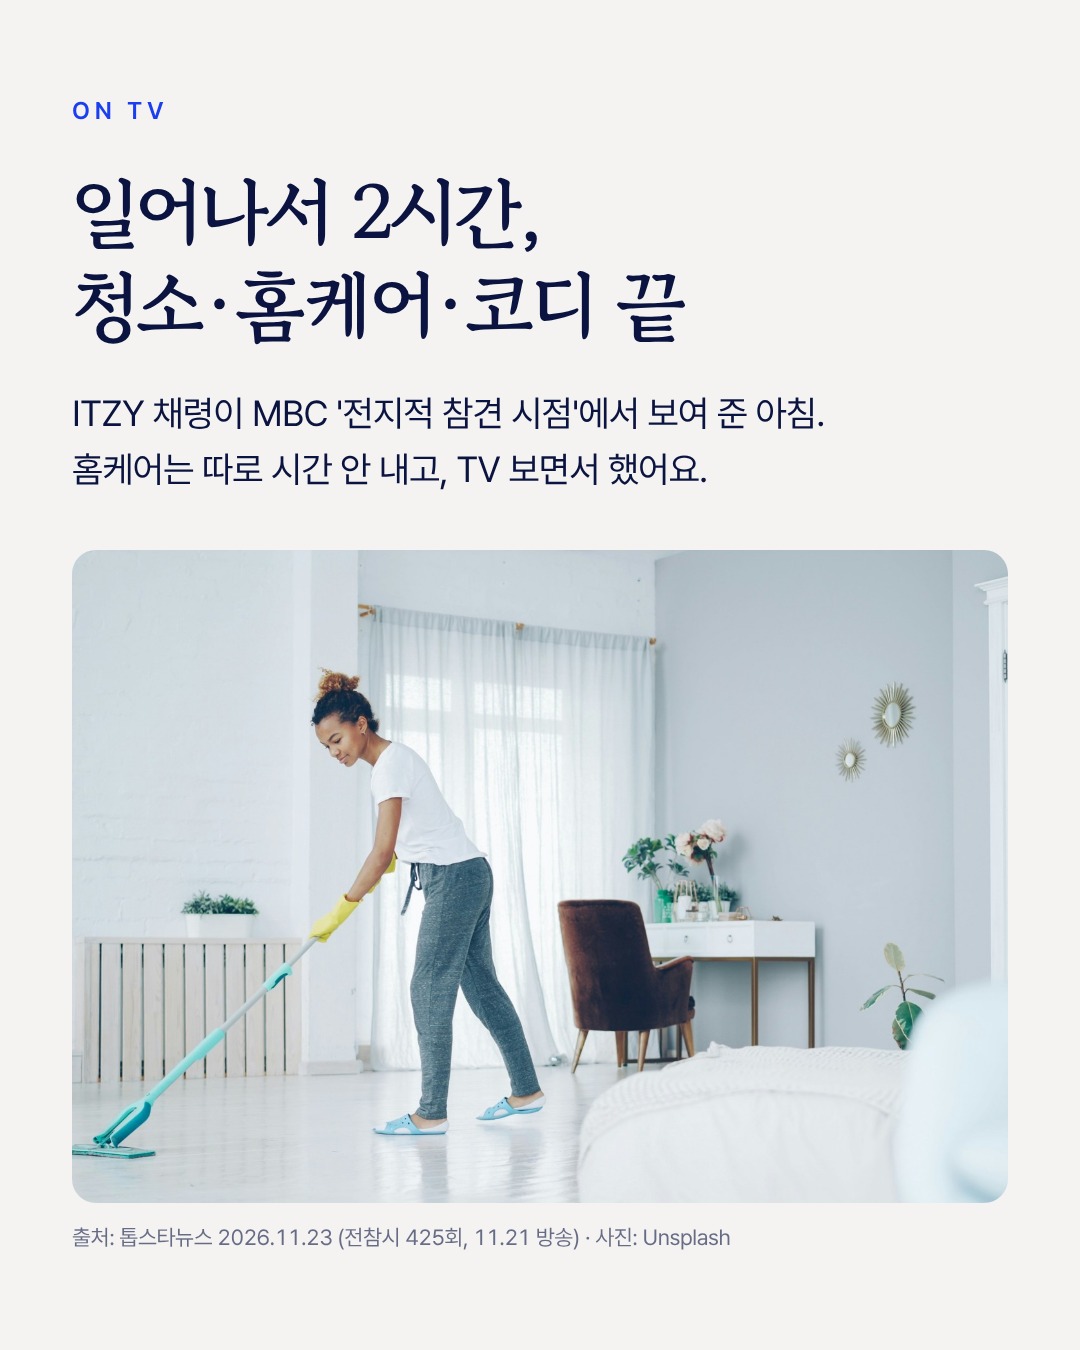 ON TV
일어나서 2시간,
청소·홈케어·코디 끝
ITZY 채령이 MBC '전지적 참견 시점'에서 보여 준 아침.
홈케어는 따로 시간 안 내고, TV 보면서 했어요.
출처: 톱스타뉴스 2026.11.23 (전참시 425회, 11.21 방송) · 사진: Unsplash